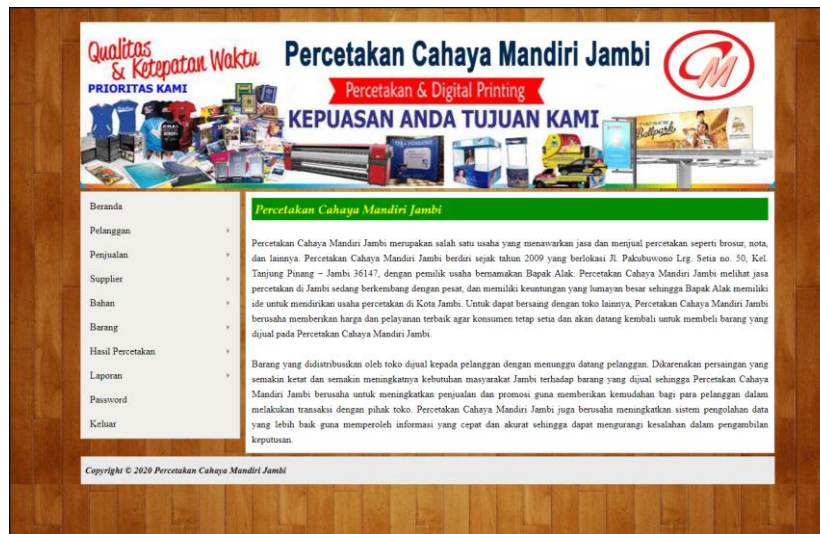 Qualitas
& Ketepatan Waktu
PRIORITAS KAMI
Percetakan Cahaya Mandiri Jambi
Percetakan & Digital Printing
KEPUASAN ANDA TUJUAN KAMI
CM
Ballpark
Beranda
Pelanggan
Penjualan
Supplier
Bahan
Barang
Hasil Percetakan
Laporan
Password
Keluar
Percetakan Cahaya Mandiri Jambi
Percetakan Cahaya Mandiri Jambi merupakan salah satu usaha yang menawarkan jasa dan menjual percetakan seperti brosur, nota,
dan lainnya. Percetakan Cahaya Mandiri Jambi berdiri sejak tahun 2009 yang berlokasi Jl. Pakubuwono Lrg. Setia no. 50, Kel.
Tanjung Pinang – Jambi 36147, dengan pemilik usaha bernamakan Bapak Alak. Percetakan Cahaya Mandiri Jambi melihat jasa
percetakan di Jambi sedang berkembang dengan pesat, dan memiliki keuntungan yang lumayan besar sehingga Bapak Alak memiliki
ide untuk mendirikan usaha percetakan di Kota Jambi. Untuk dapat bersaing dengan toko lainnya, Percetakan Cahaya Mandiri Jambi
berusaha memberikan harga dan pelayanan terbaik agar konsumen tetap setia dan akan datang kembali untuk membeli barang yang
dijual pada Percetakan Cahaya Mandiri Jambi.
Barang yang didistribusikan oleh toko dijual kepada pelanggan dengan menunggu datang pelanggan. Dikarenakan persaingan yang
semakin ketat dan semakin meningkatnya kebutuhan masyarakat Jambi terhadap barang yang dijual sehingga Percetakan Cahaya
Mandiri Jambi berusaha untuk meningkatkan penjualan dan promosi guna memberikan kemudahan bagi para pelanggan dalam
melakukan transaksi dengan pihak toko. Percetakan Cahaya Mandiri Jambi juga berusaha meningkatkan sistem pengolahan data
yang lebih baik guna memperoleh informasi yang cepat dan akurat sehingga dapat mengurangi kesalahan dalam pengambilan
keputusan.
Copyright © 2020 Percetakan Cahaya Mandiri Jambi